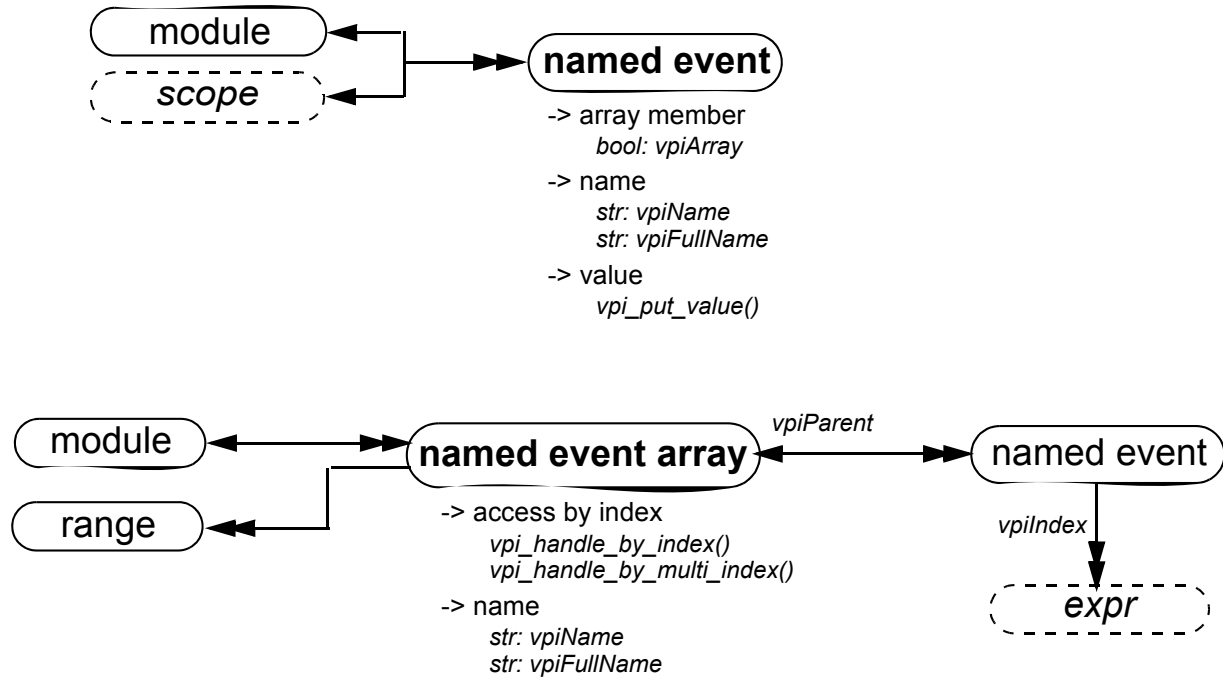 module
scope
named event
-> array member
bool: vpiArray
-> name
str: vpiName
str: vpiFullName
-> value
vpi_put_value()
module
range
named event array
-> access by index
vpi_handle_by_index()
vpi_handle_by_multi_index()
-> name
str: vpiName
str: vpiFullName
vpiParent
named event
vpiIndex
expr